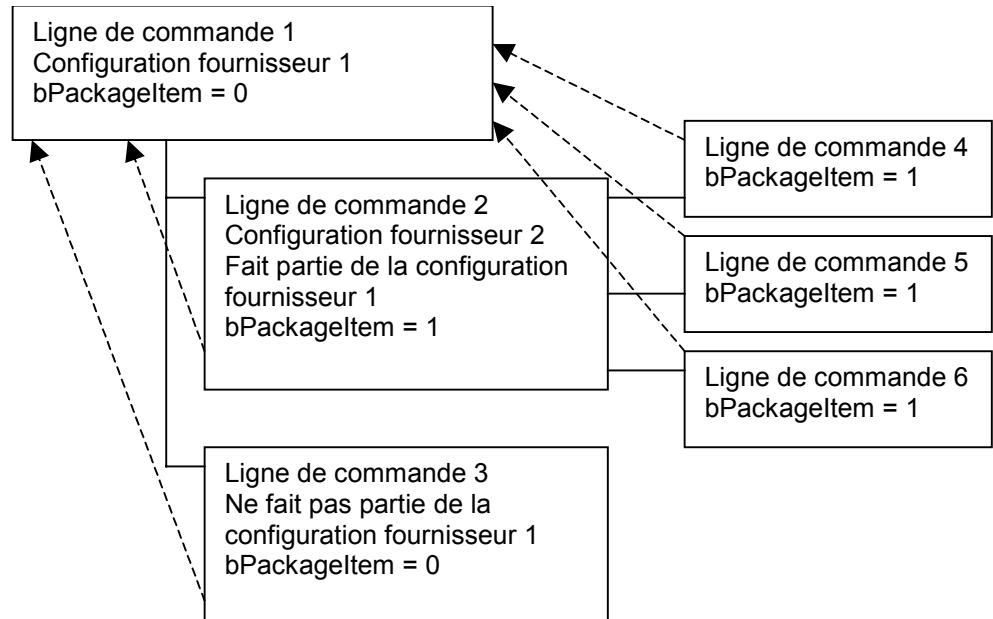 Ligne de commande 1
Configuration fournisseur 1
bPackageItem = 0
Ligne de commande 2
Configuration fournisseur 2
Fait partie de la configuration
fournisseur 1
bPackageItem = 1
Ligne de commande 3
Ne fait pas partie de la
configuration fournisseur 1
bPackageItem = 0
Ligne de commande 4
bPackageItem = 1
Ligne de commande 5
bPackageItem = 1
Ligne de commande 6
bPackageItem = 1